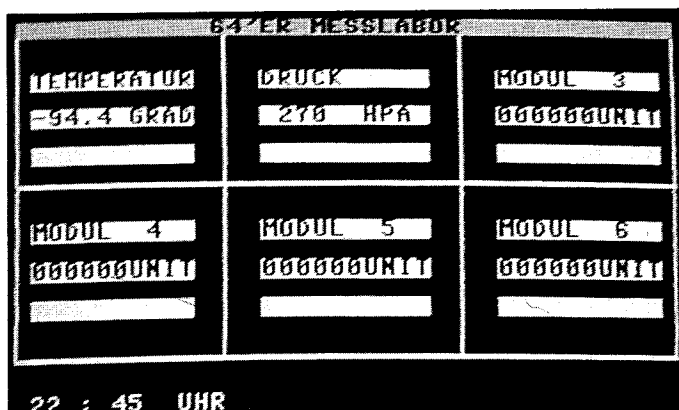 64'ER MESSLABOR
TEMPERATUR
-94.4 GRAD
DRUCK
270 HPA
MODUL 3
000000UNIT
MODUL 4
000000UNIT
MODUL 5
000000UNIT
MODUL 6
000000UNIT
22 : 45 UHR